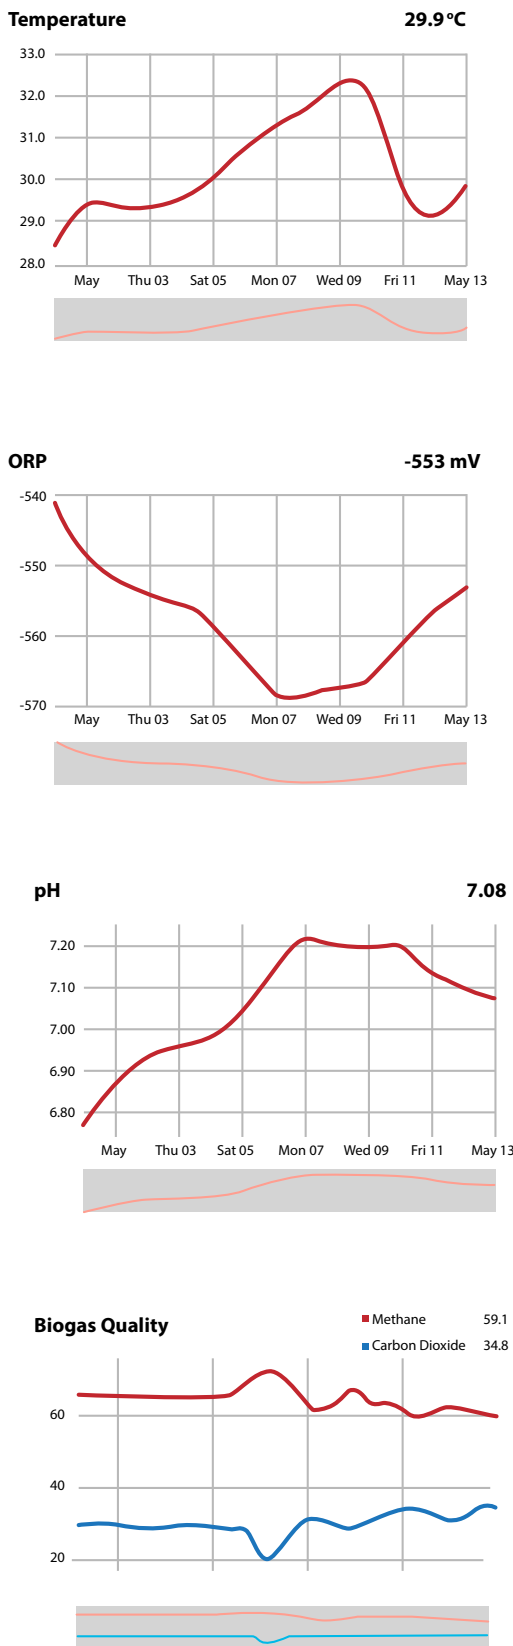 Temperature 29.9 °C
33.0
32.0
31.0
30.0
29.0
28.0
May Thu 03 Sat 05 Mon 07 Wed 09 Fri 11 May 13
ORP -553 mV
-540
-550
-560
-570
May Thu 03 Sat 05 Mon 07 Wed 09 Fri 11 May 13
pH 7.08
7.20
7.10
7.00
6.90
6.80
May Thu 03 Sat 05 Mon 07 Wed 09 Fri 11 May 13
Biogas Quality
Methane 59.1
Carbon Dioxide 34.8
60
40
20